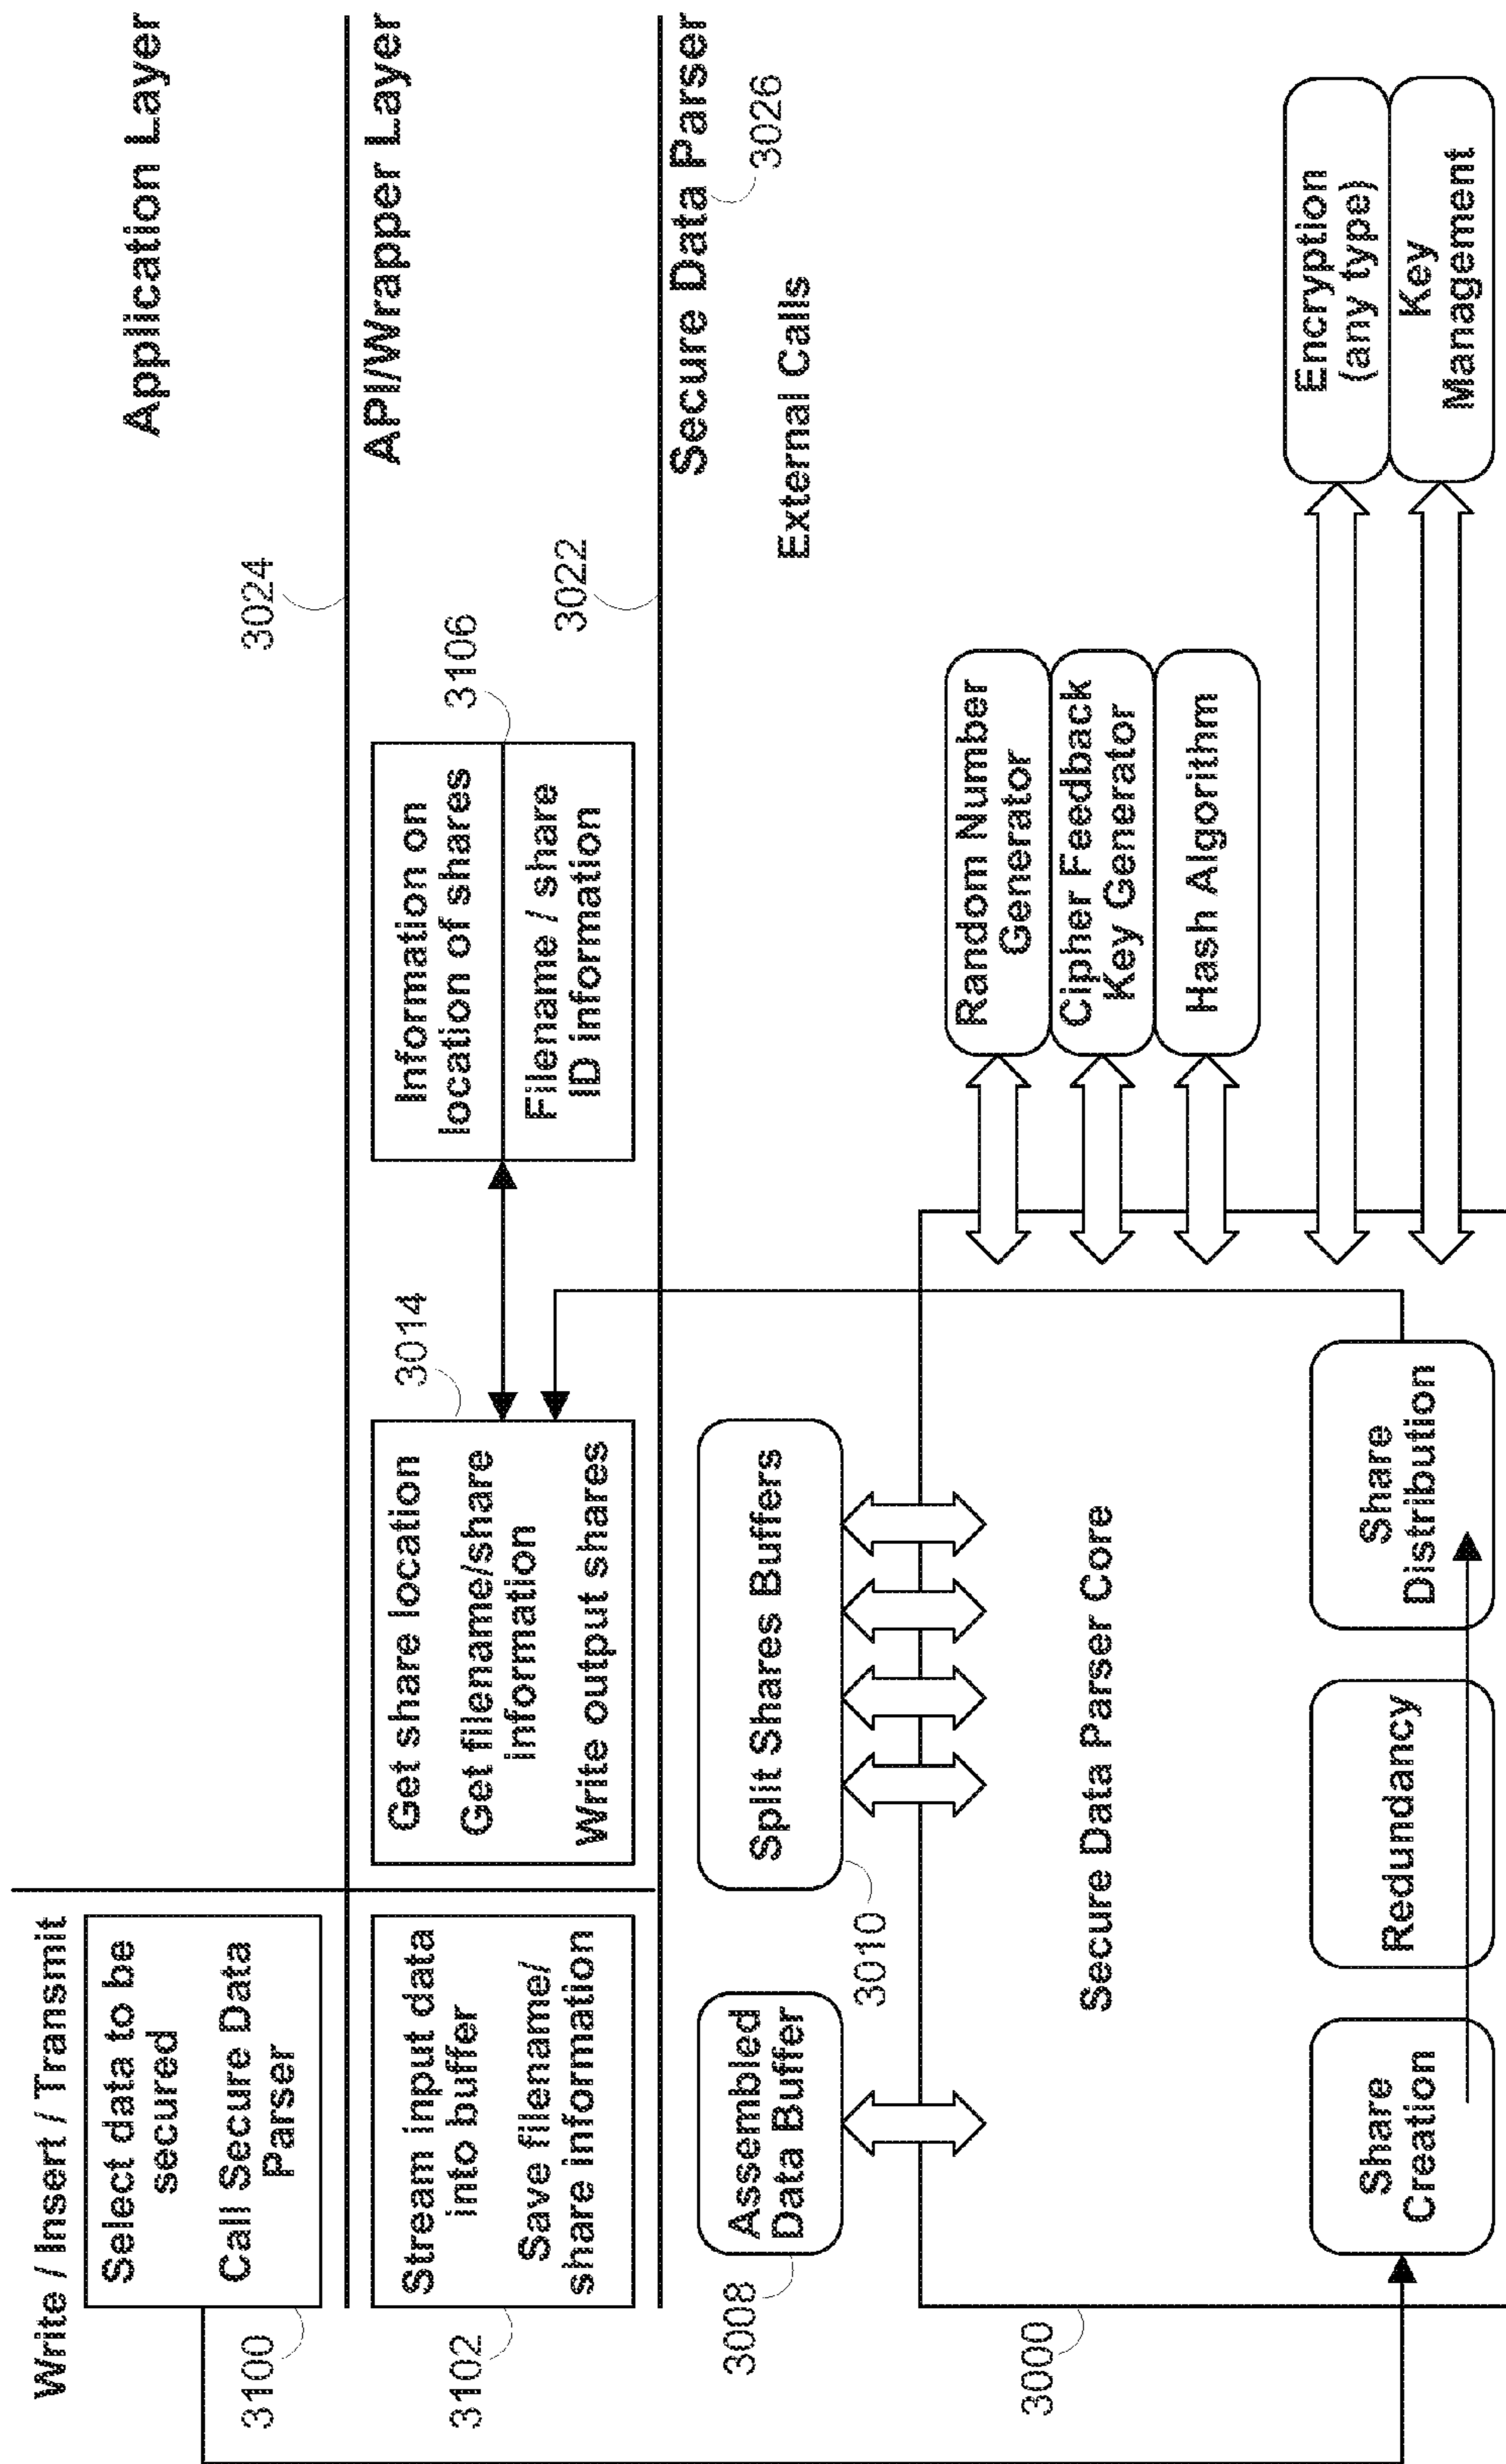 Write / Insert / Transmit
Application Layer
Select data to be
secured
Call Secure Data
Parser
3100
3024
API/Wrapper Layer
Stream input data
into buffer
Save filename/
share information
3102
Get share location
Get filename/share
information
Write output shares
3014
Information on
location of shares
Filename / share
ID information
3106
3022
Secure Data Parser
3026
External Calls
Assembled
Data Buffer
3008
Split Shares Buffers
3010
3000
Secure Data Parser Core
Random Number
Generator
Cipher Feedback
Key Generator
Hash Algorithm
Encryption
(any type)
Key
Management
Share
Creation
Redundancy
Share
Distribution